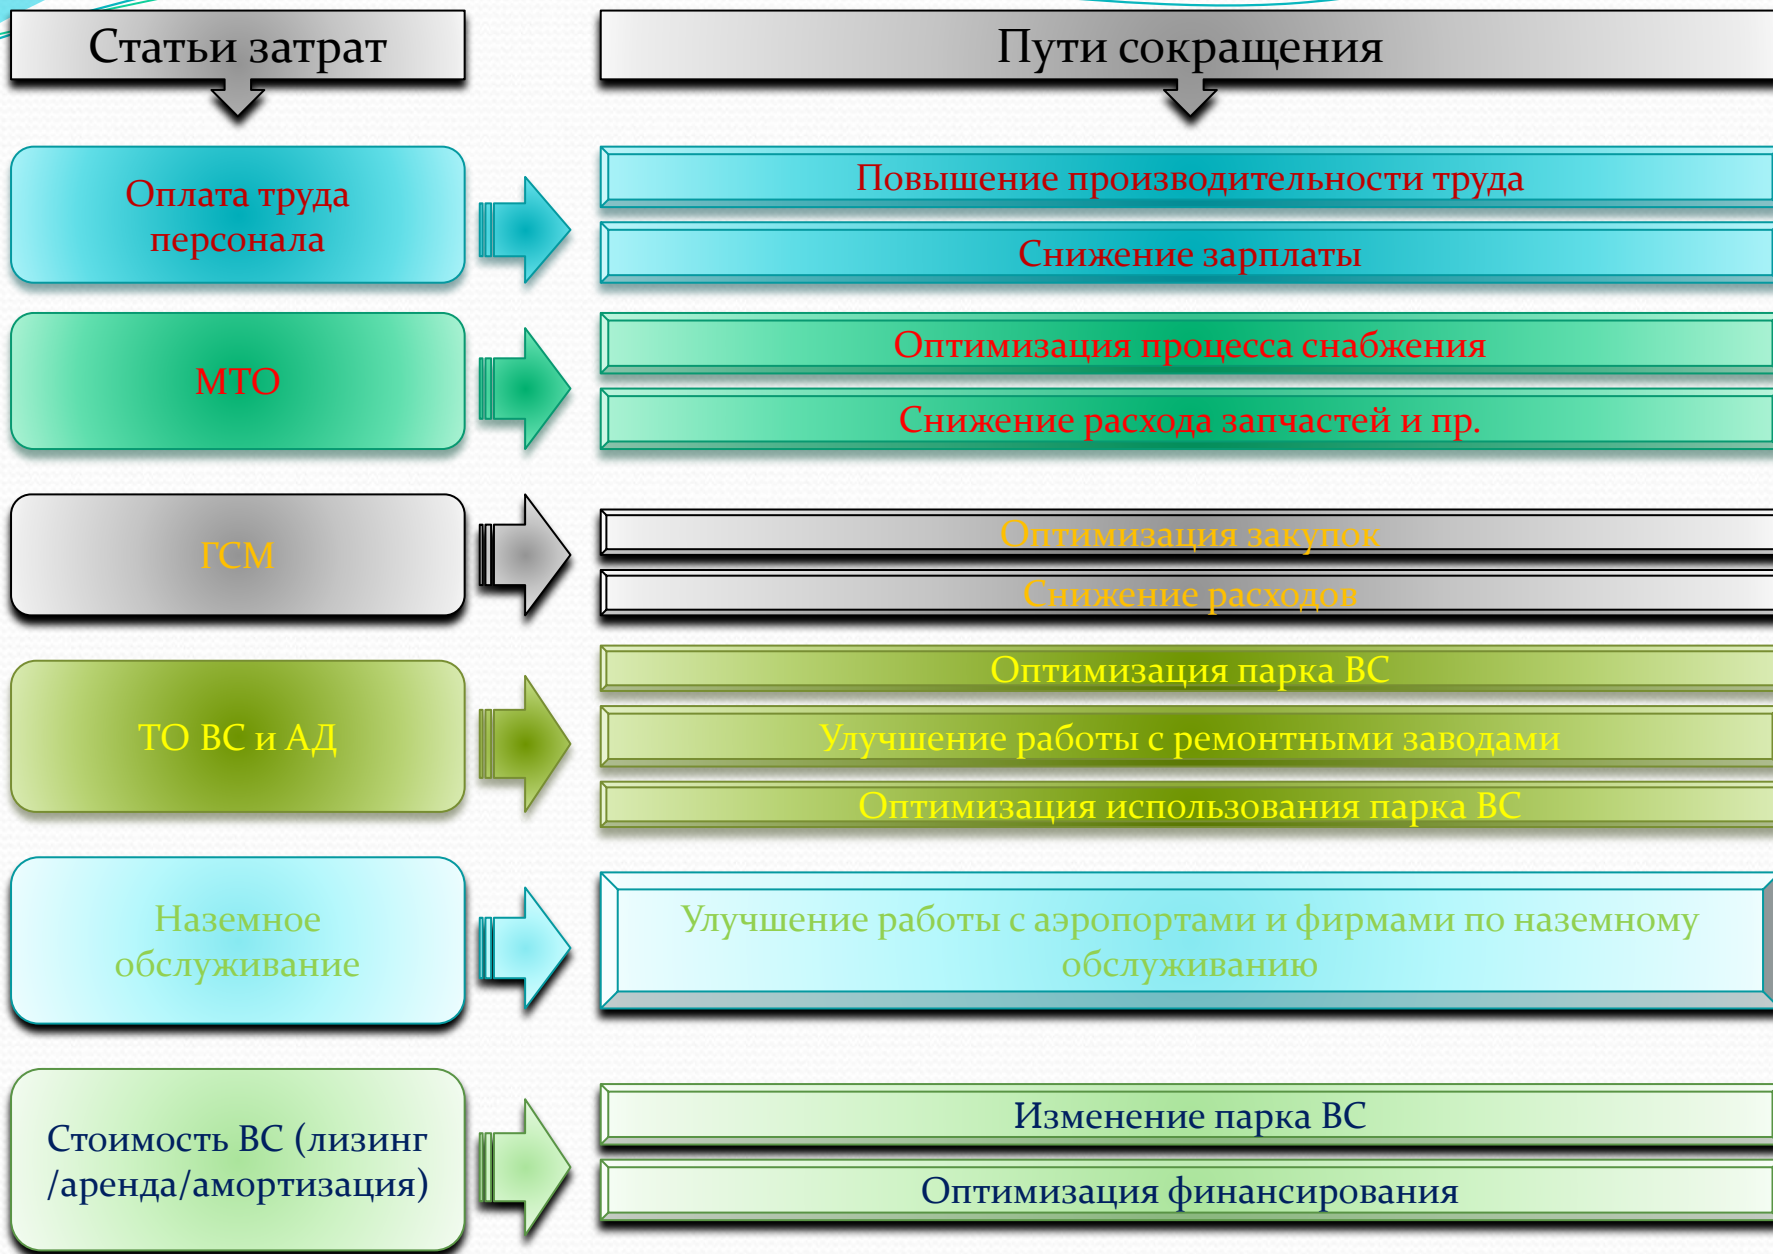 Статьи затрат
Пути сокращения
Оплата труда
персонала
Повышение производительности труда
Снижение зарплаты
МТО
Оптимизация процесса снабжения
Снижение расхода запчастей и пр.
ГСМ
Оптимизация закупок
Снижение расходов
ТО ВС и АД
Оптимизация парка ВС
Улучшение работы с ремонтными заводами
Оптимизация использования парка ВС
Наземное
обслуживание
Улучшение работы с аэропортами и фирмами по наземному
обслуживанию
Стоимость ВС (лизинг
/аренда/амортизация)
Изменение парка ВС
Оптимизация финансирования